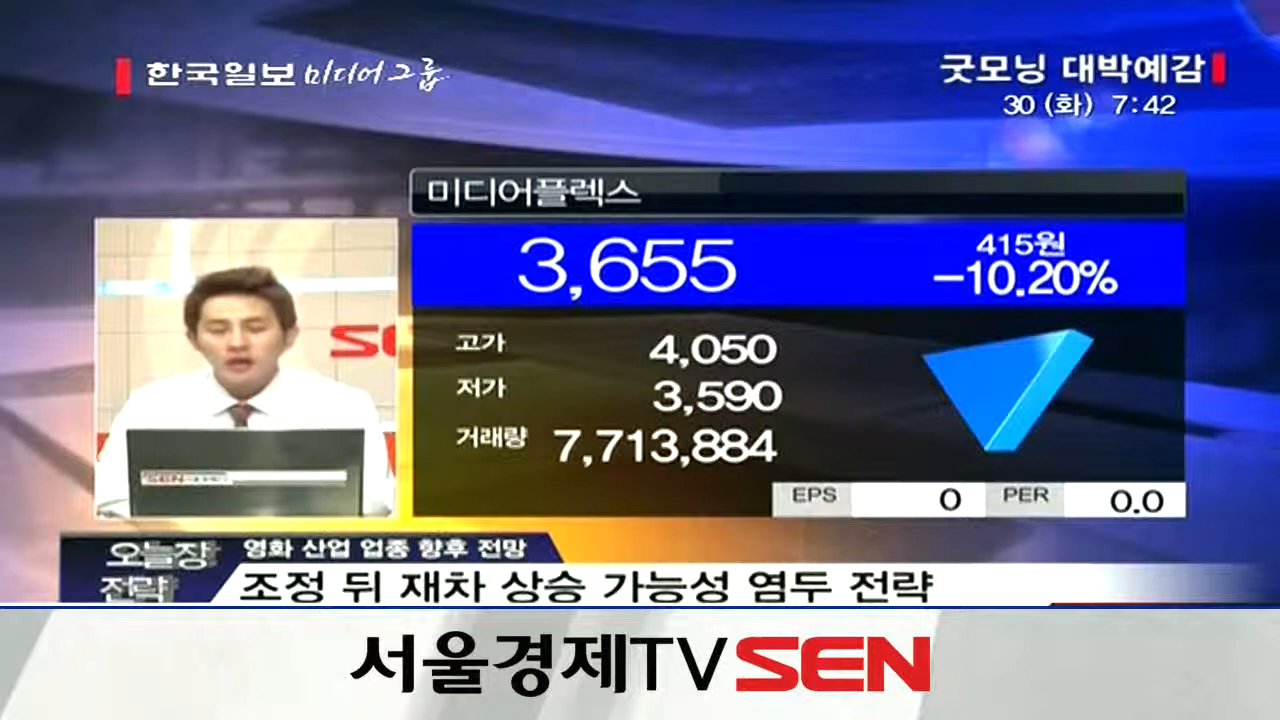 한국일보 미디어그룹
굿모닝 대박예감
30 (화) 7:42
미디어플렉스
3,655
415원
-10.20%
고가 4,050
저가 3,590
거래량 7,713,884
EPS 0 PER 0.0
SE
SEN
오늘장
전략
영화 산업 업종 향후 전망
조정 뒤 재차 상승 가능성 염두 전략
서울경제TV SEN